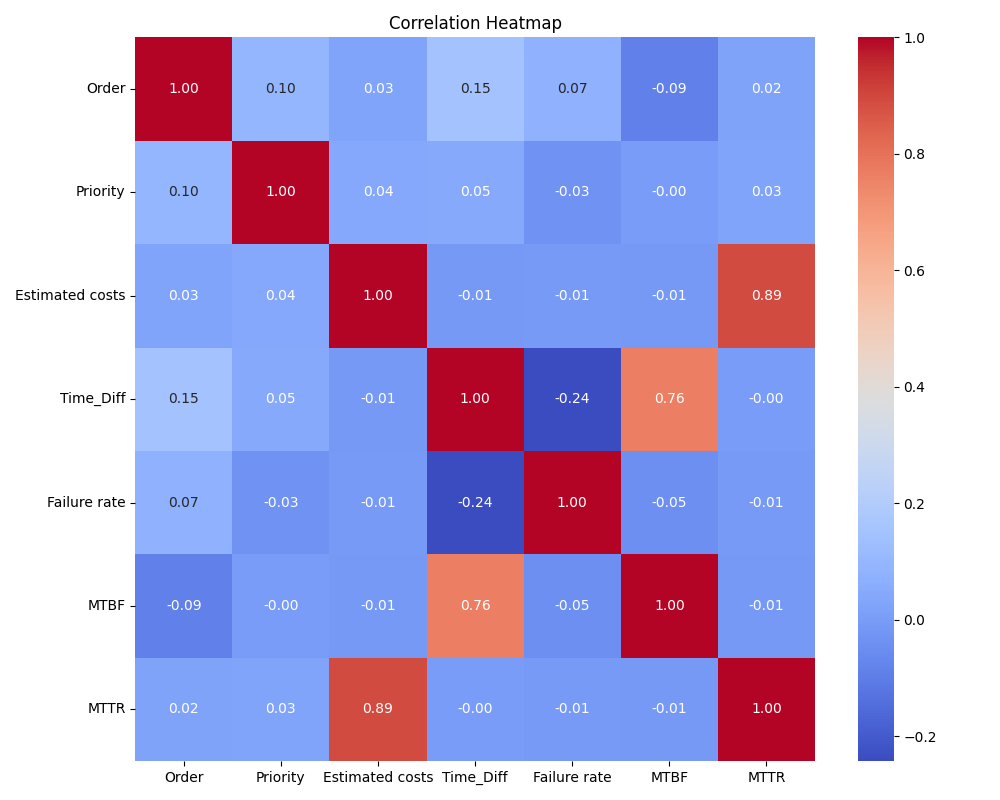 Correlation Heatmap
Order 1.00 0.10 0.03 0.15 0.07 -0.09 0.02
Priority 0.10 1.00 0.04 0.05 -0.03 -0.00 0.03
Estimated costs 0.03 0.04 1.00 -0.01 -0.01 -0.01 0.89
Time_Diff 0.15 0.05 -0.01 1.00 -0.24 0.76 -0.00
Failure rate 0.07 -0.03 -0.01 -0.24 1.00 -0.05 -0.01
MTBF -0.09 -0.00 -0.01 0.76 -0.05 1.00 -0.01
MTTR 0.02 0.03 0.89 -0.00 -0.01 -0.01 1.00
Order Priority Estimated costs Time_Diff Failure rate MTBF MTTR
1.0
0.8
0.6
0.4
0.2
0.0
−0.2